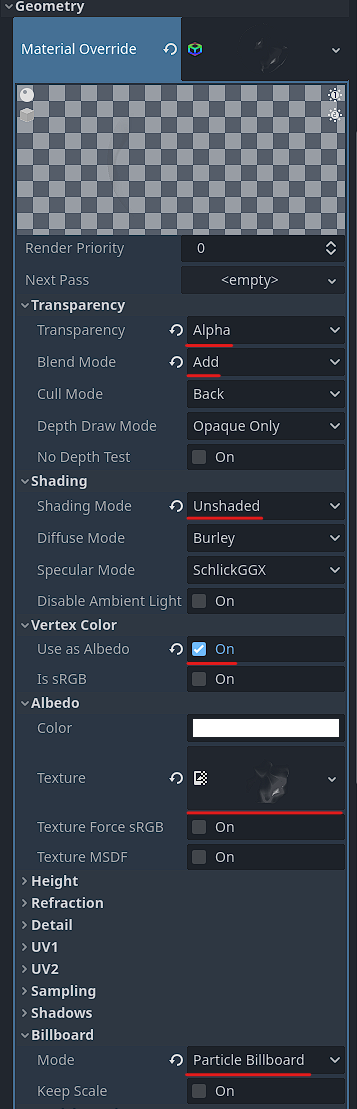 Geometry
Material Override
Render Priority 0
Next Pass <empty>
Transparency
Transparency Alpha
Blend Mode Add
Cull Mode Back
Depth Draw Mode Opaque Only
No Depth Test On
Shading
Shading Mode Unshaded
Diffuse Mode Burley
Specular Mode SchlickGGX
Disable Ambient Light On
Vertex Color
Use as Albedo On
Is sRGB On
Albedo
Color
Texture
Texture Force sRGB On
Texture MSDF On
Height
Refraction
Detail
UV1
UV2
Sampling
Shadows
Billboard
Mode Particle Billboard
Keep Scale On